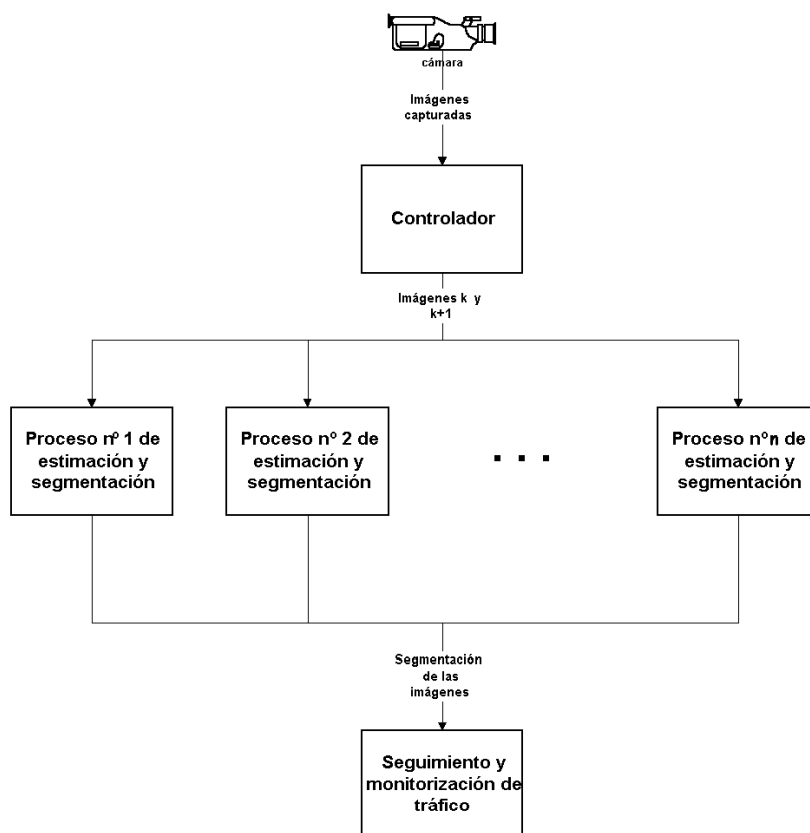 cámara
Imágenes
capturadas
Controlador
Imágenes k y
k+1
Proceso nº 1 de
estimación y
segmentación
Proceso nº 2 de
estimación y
segmentación
. . .
Proceso nºn de
estimación y
segmentación
Segmentación
de las
imágenes
Seguimiento y
monitorización de
tráfico